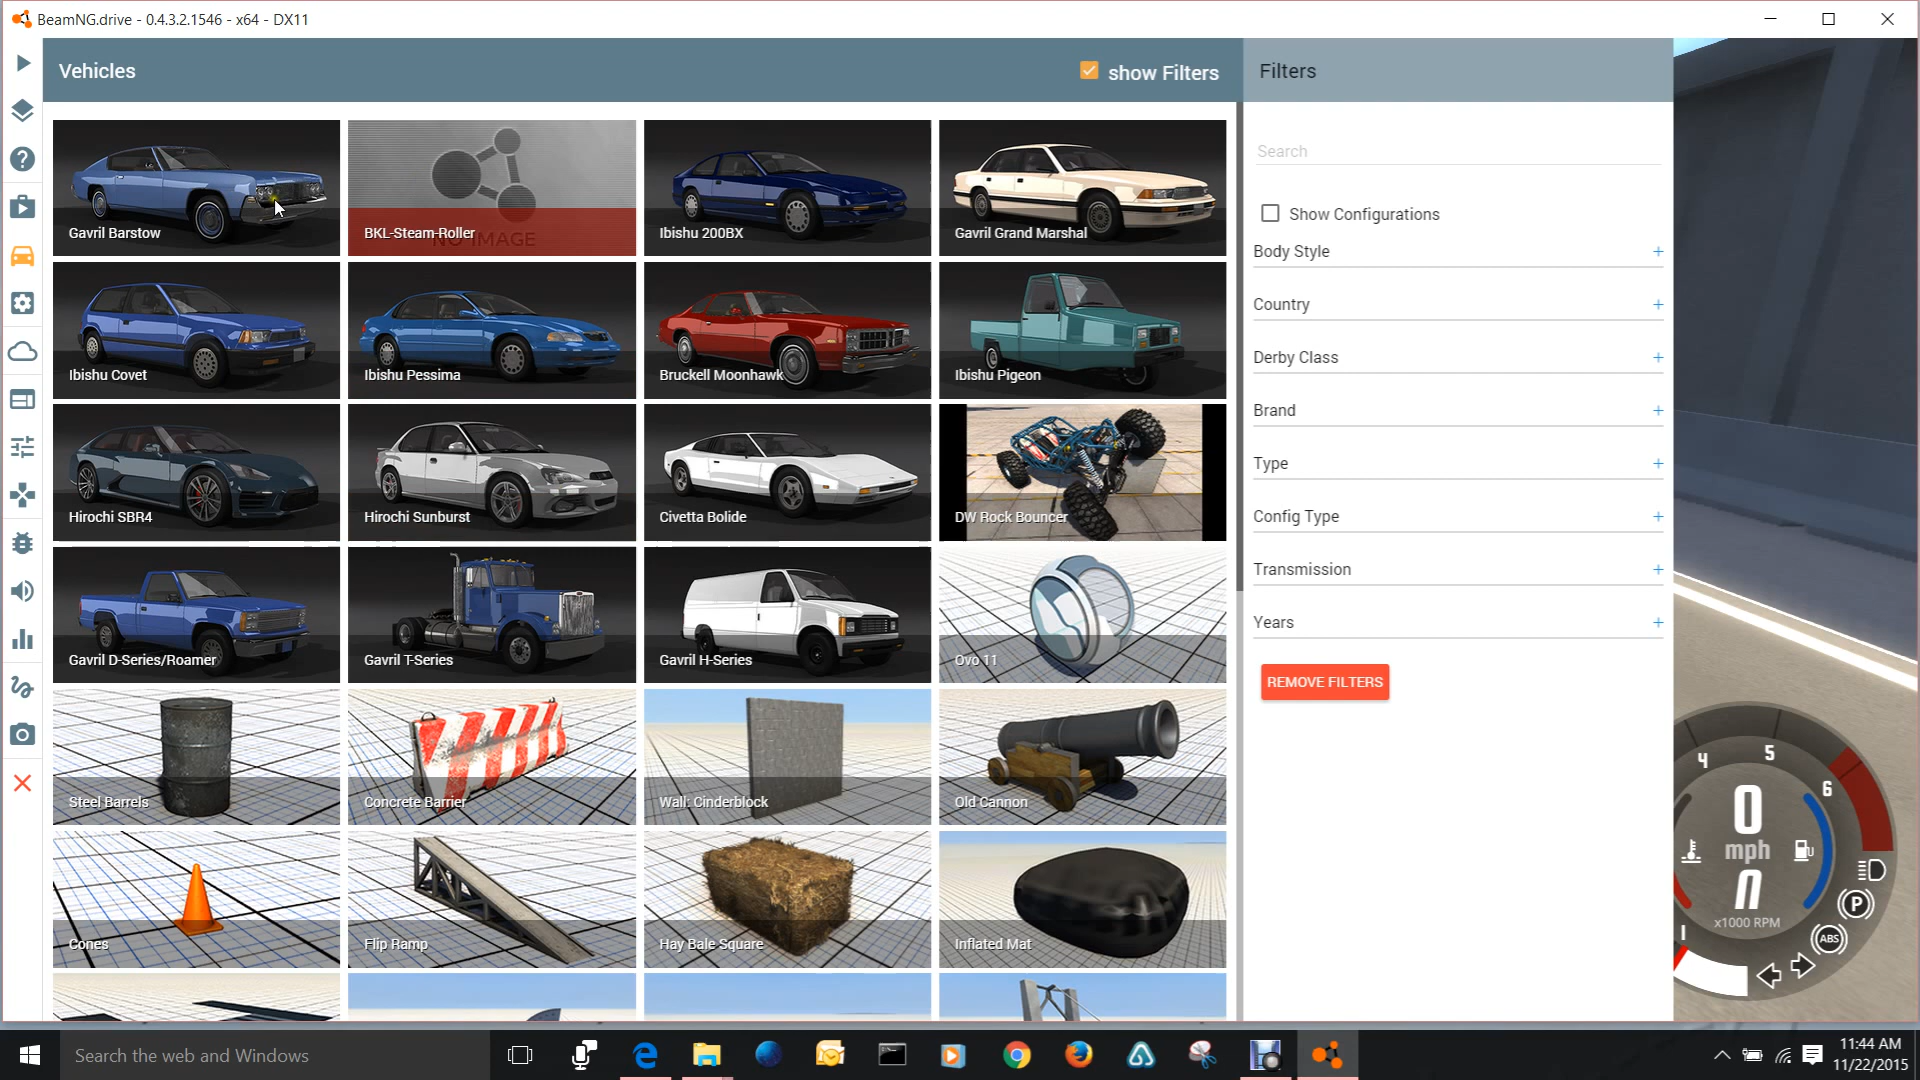 BeamNG.drive - 0.4.3.2.1546 - x64 - DX11
Vehicles
show Filters
Filters
Search
Show Configurations
Body Style +
Country +
Derby Class +
Brand +
Type +
Config Type +
Transmission +
Years +
REMOVE FILTERS
Gavril Barstow
NO IMAGE
BKL-Steam-Roller
Ibishu 200BX
Gavril Grand Marshal
Ibishu Covet
Ibishu Pessima
Bruckell Moonhawk
Ibishu Pigeon
Hirochi SBR4
Hirochi Sunburst
Civetta Bolide
DW Rock Bouncer
Gavril D-Series/Roamer
Gavril T-Series
Gavril H-Series
Ovo 11
Steel Barrels
Concrete Barrier
Wall: Cinderblock
Old Cannon
Cones
Flip Ramp
Hay Bale Square
Inflated Mat
4
5
6
0
mph
n
x1000 RPM
P
ABS
Search the web and Windows
11:44 AM
11/22/2015